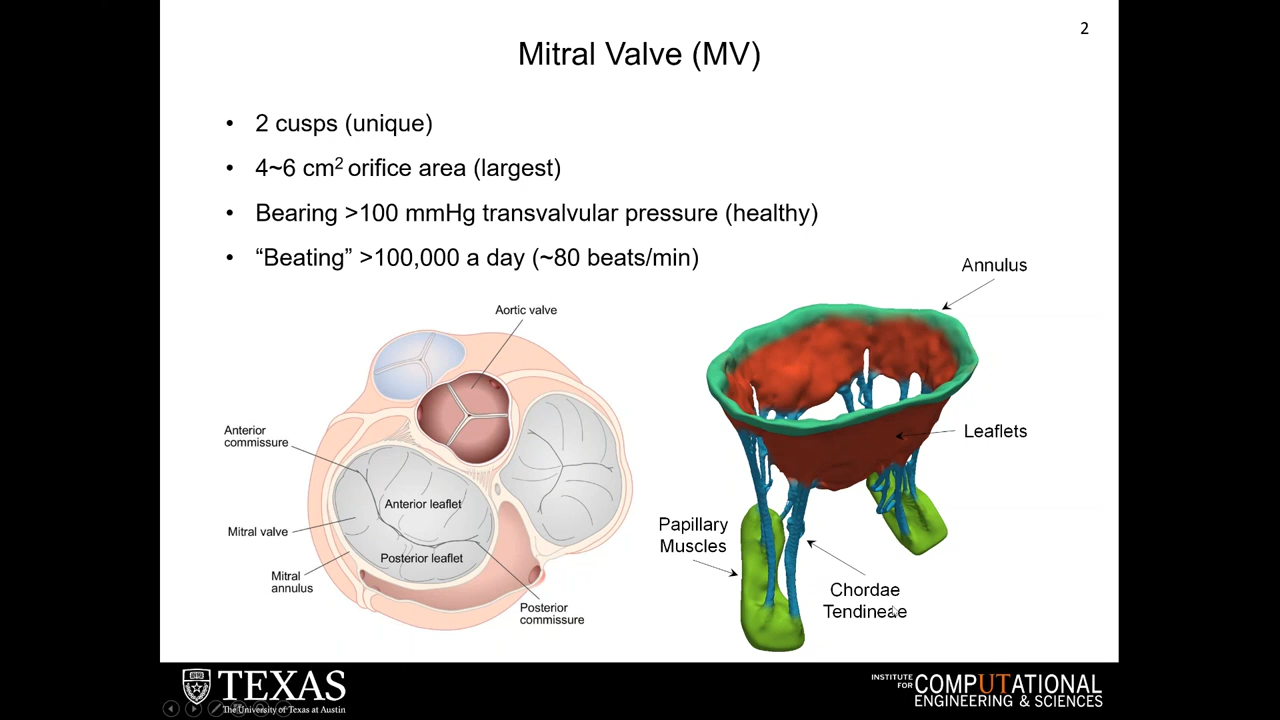 2
Mitral Valve (MV)
• 2 cusps (unique)
• 4~6 cm² orifice area (largest)
• Bearing >100 mmHg transvalvular pressure (healthy)
• “Beating” >100,000 a day (~80 beats/min)
Aortic valve
Anterior
commissure
Anterior leaflet
Mitral valve
Posterior leaflet
Mitral
annulus
Posterior
commissure
Annulus
Leaflets
Papillary
Muscles
Chordae
Tendineae
TEXAS
The University of Texas at Austin
INSTITUTE
FOR
COMPUTATIONAL
ENGINEERING & SCIENCES